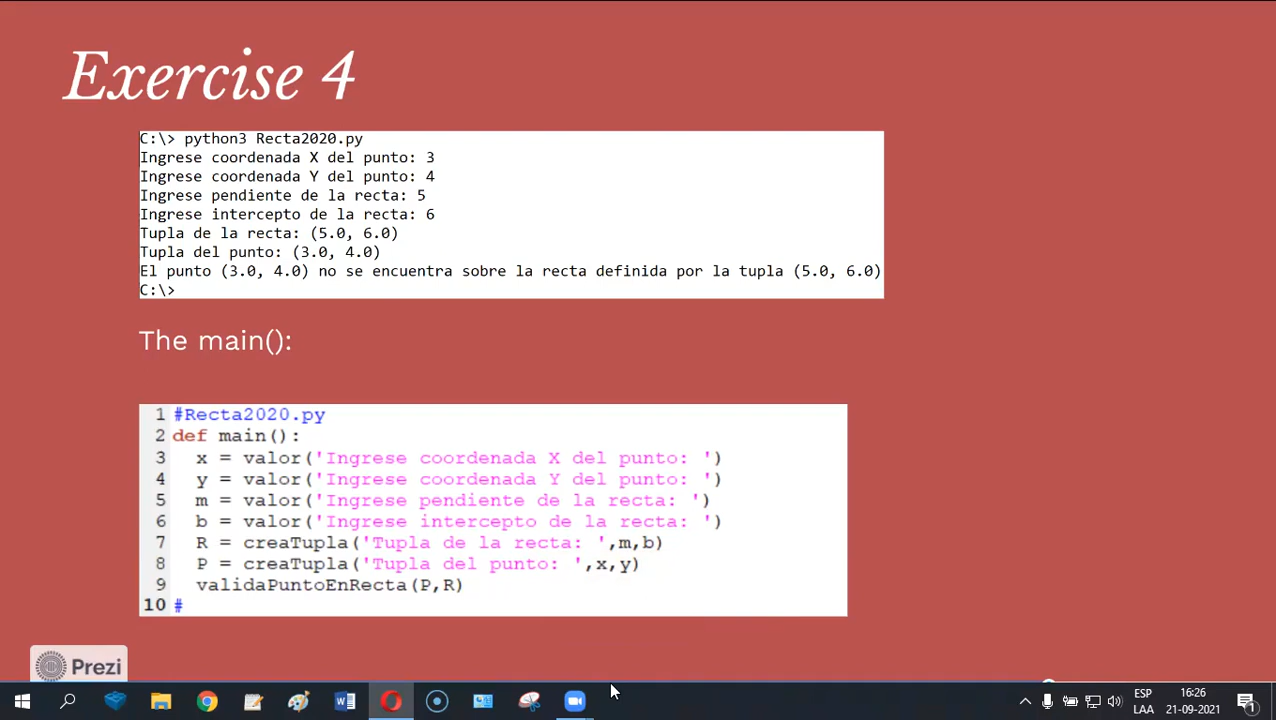 Exercise 4
C:\> python3 Recta2020.py
Ingrese coordenada X del punto: 3
Ingrese coordenada Y del punto: 4
Ingrese pendiente de la recta: 5
Ingrese intercepto de la recta: 6
Tupla de la recta: (5.0, 6.0)
Tupla del punto: (3.0, 4.0)
El punto (3.0, 4.0) no se encuentra sobre la recta definida por la tupla (5.0, 6.0)
C:\>
The main():
1 #Recta2020.py
2 def main():
3   x = valor('Ingrese coordenada X del punto: ')
4   y = valor('Ingrese coordenada Y del punto: ')
5   m = valor('Ingrese pendiente de la recta: ')
6   b = valor('Ingrese intercepto de la recta: ')
7   R = creaTupla('Tupla de la recta: ',m,b)
8   P = creaTupla('Tupla del punto: ',x,y)
9   validaPuntoEnRecta(P,R)
10 #
Prezi
ESP 16:26
LAA 21-09-2021 1